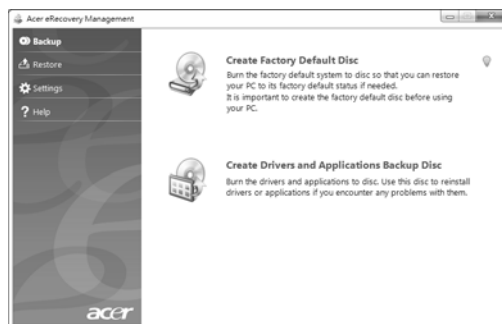 Acer eRecovery Management
Backup
Restore
Settings
Help
Create Factory Default Disc
Burn the factory default system to disc so that you can restore
your PC to its factory default status if needed.
It is important to create the factory default disc before using
your PC.
Create Drivers and Applications Backup Disc
Burn the drivers and applications to disc. Use this disc to reinstall
drivers or applications if you encounter any problems with them.
acer